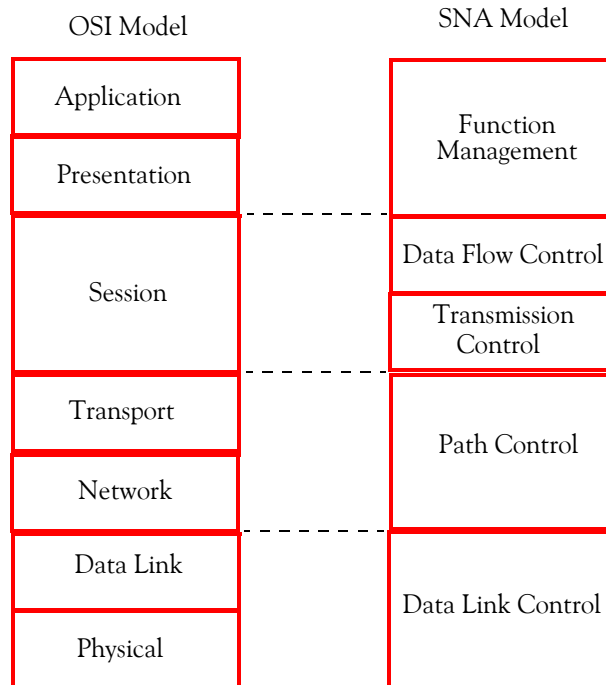 OSI Model
Application
Presentation
Session
Transport
Network
Data Link
Physical
SNA Model
Function
Management
Data Flow Control
Transmission
Control
Path Control
Data Link Control